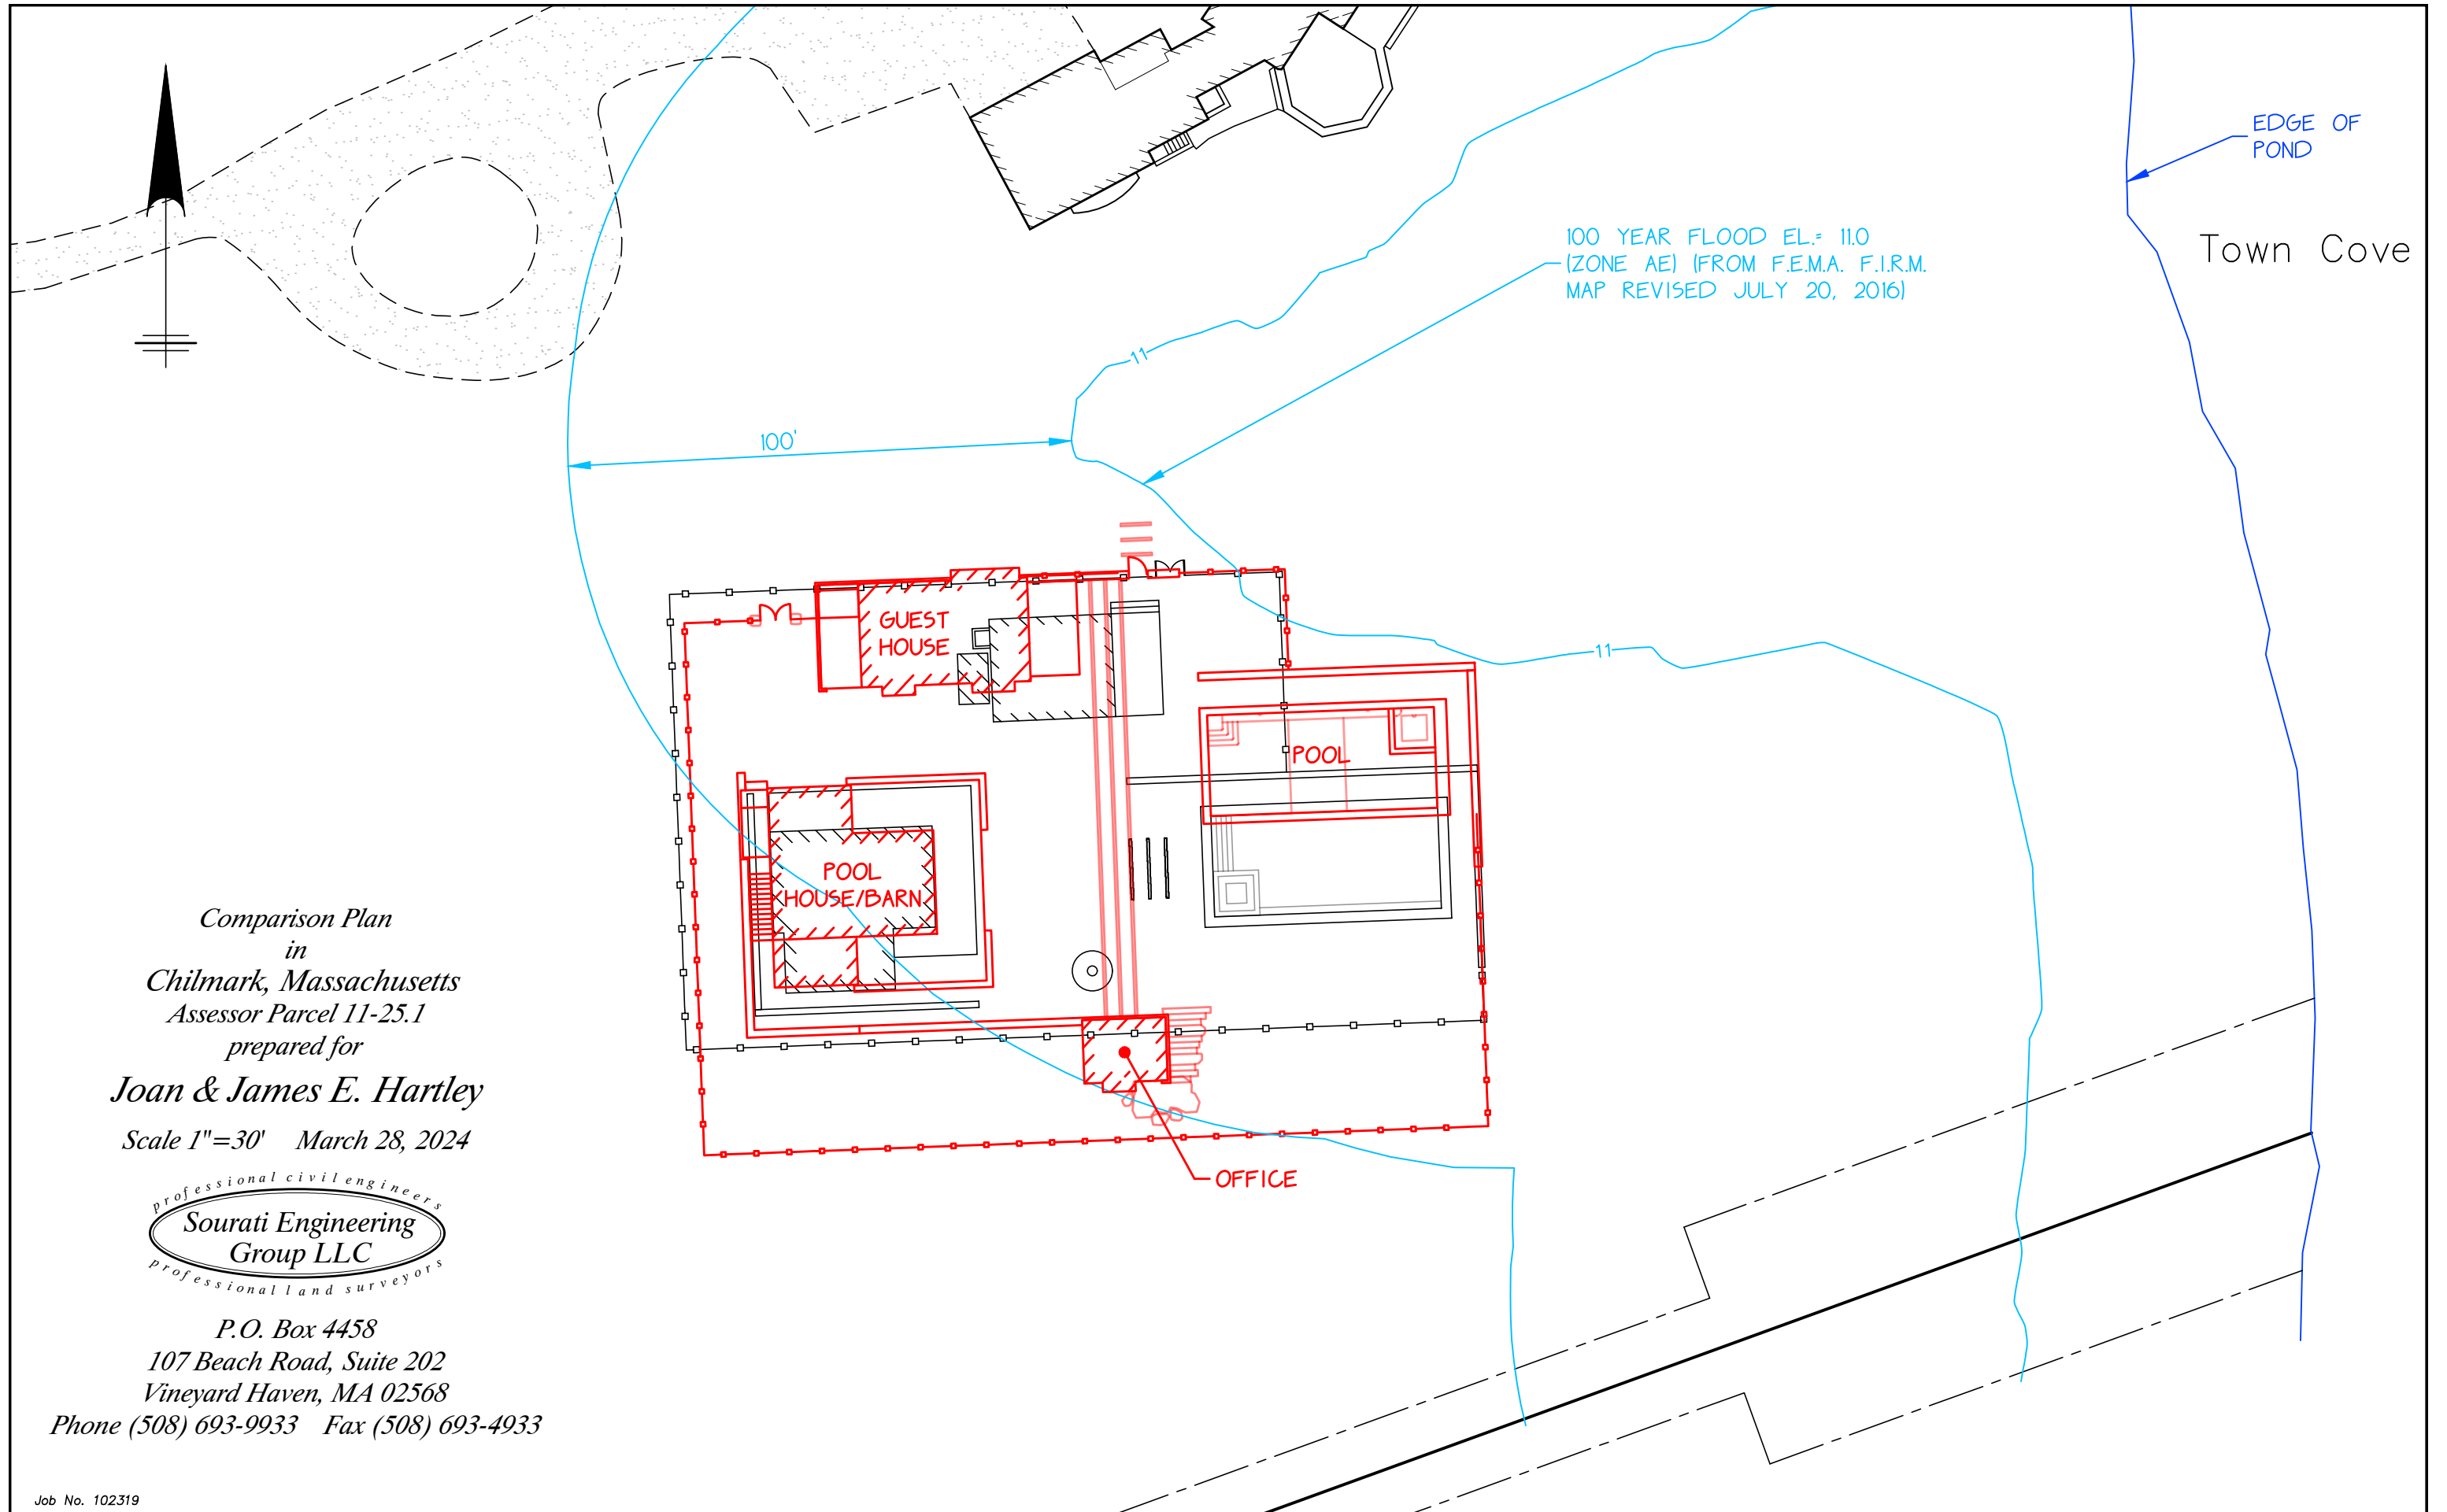 EDGE OF
POND
Town Cove
100 YEAR FLOOD EL.= 11.0
(ZONE AE) (FROM F.E.M.A. F.I.R.M.
MAP REVISED JULY 20, 2016)
11
100'
GUEST
HOUSE
11
POOL
POOL
HOUSE/BARN
OFFICE
Comparison Plan
in
Chilmark, Massachusetts
Assessor Parcel 11-25.1
prepared for
Joan & James E. Hartley
Scale 1"=30' March 28, 2024
professional civil engineers
Sourati Engineering
Group LLC
professional land surveyors
P.O. Box 4458
107 Beach Road, Suite 202
Vineyard Haven, MA 02568
Phone (508) 693-9933 Fax (508) 693-4933
Job No. 102319